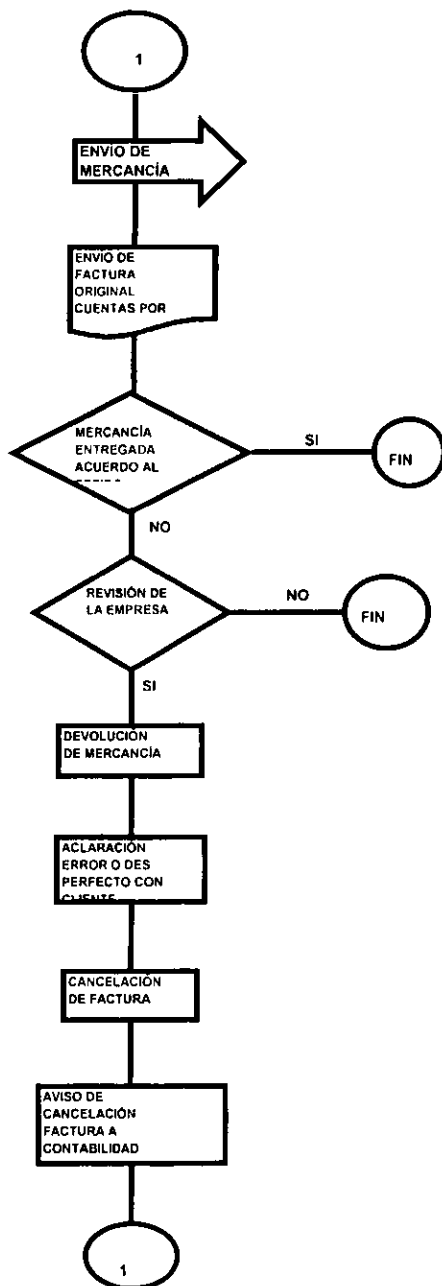 1
ENVIO DE
MERCANCÍA
ENVIO DE
FACTURA
ORIGINAL
CUENTAS POR
MERCANCÍA
ENTREGADA
ACUERDO AL
SI
FIN
NO
REVISIÓN DE
LA EMPRESA
NO
FIN
SI
DEVOLUCIÓN
DE MERCANCÍA
ACLARACIÓN
ERROR O DES
PERFECTO CON
CLIENTE
CANCELACIÓN
DE FACTURA
AVISO DE
CANCELACIÓN
FACTURA A
CONTABILIDAD
1